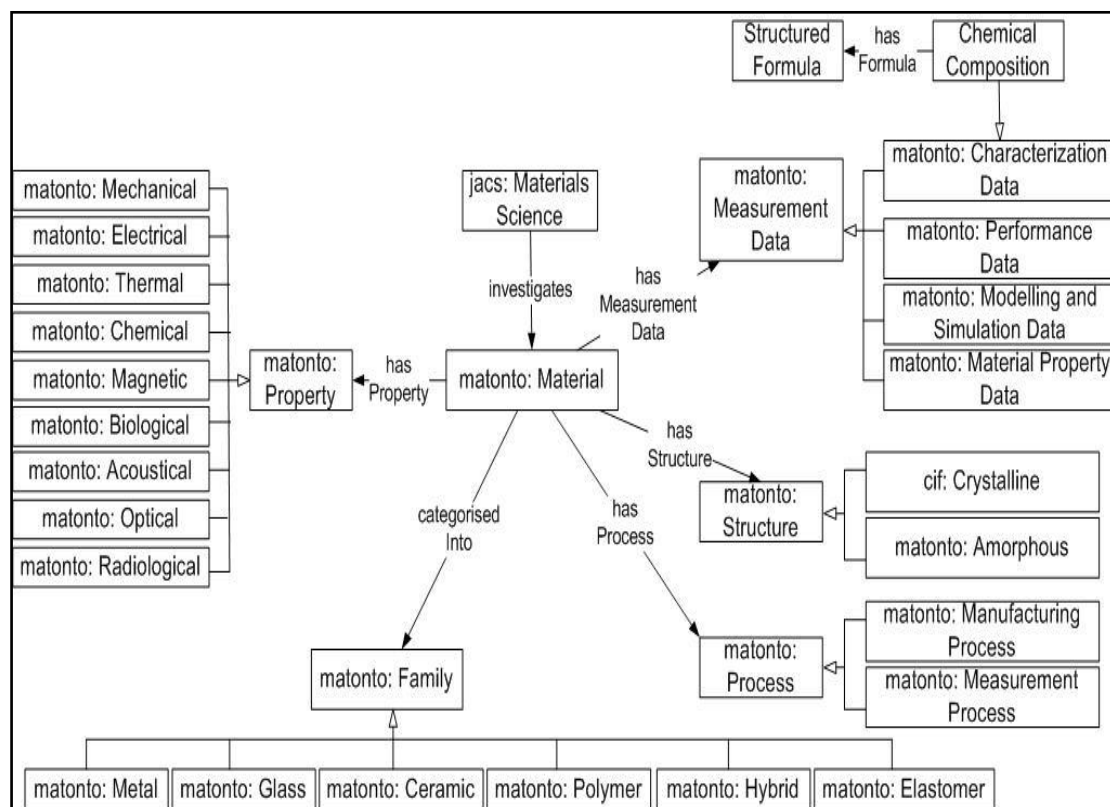 Structured
Formula
has
Formula
Chemical
Composition
matonto: Characterization
Data
matonto:
Measurement
Data
matonto: Performance
Data
matonto: Modelling and
Simulation Data
matonto: Material Property
Data
jacs: Materials
Science
investigates
has
Measurement
Data
matonto: Mechanical
matonto: Electrical
matonto: Thermal
matonto: Chemical
matonto: Magnetic
matonto: Biological
matonto: Acoustical
matonto: Optical
matonto: Radiological
matonto:
Property
has
Property
matonto: Material
has
Structure
matonto:
Structure
cif: Crystalline
matonto: Amorphous
categorised
Into
has
Process
matonto:
Process
matonto: Manufacturing
Process
matonto: Measurement
Process
matonto: Family
matonto: Metal
matonto: Glass
matonto: Ceramic
matonto: Polymer
matonto: Hybrid
matonto: Elastomer